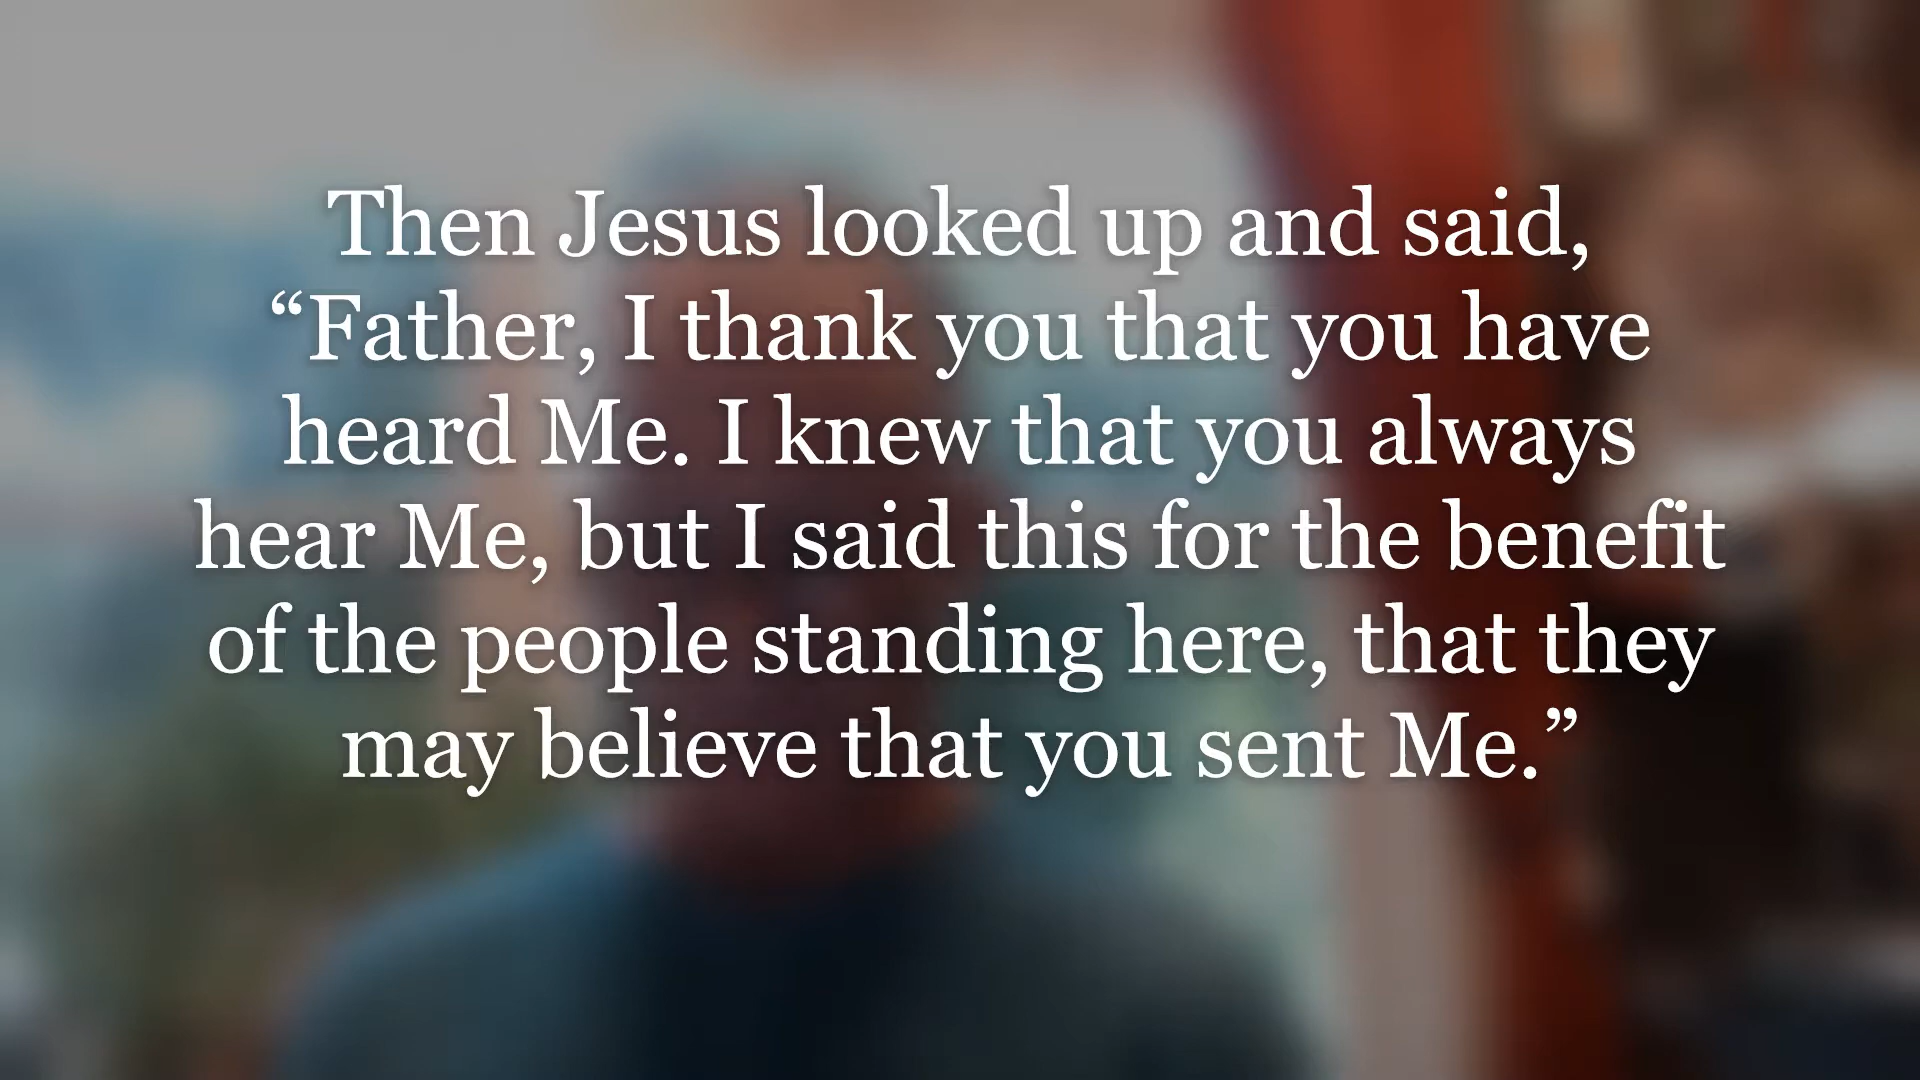 Then Jesus looked up and said,
“Father, I thank you that you have
heard Me. I knew that you always
hear Me, but I said this for the benefit
of the people standing here, that they
may believe that you sent Me.”